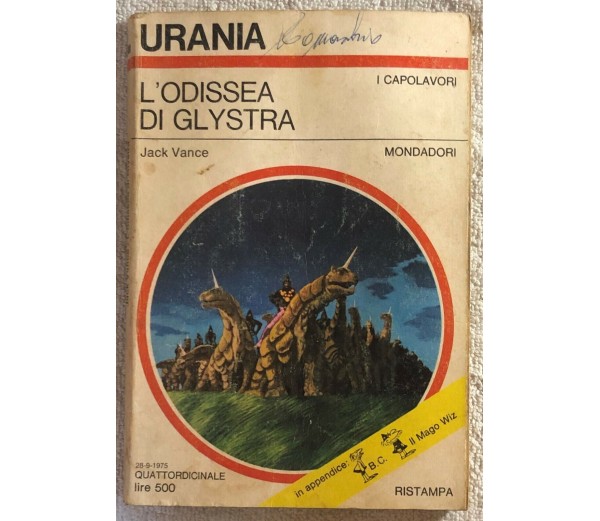 URANIA
I CAPOLAVORI
L'ODISSEA
DI GLYSTRA
Jack Vance
MONDADORI
28-9-1975
QUATTORDICINALE
lire 500
in appendice: B.C. Il Mago Wiz
RISTAMPA